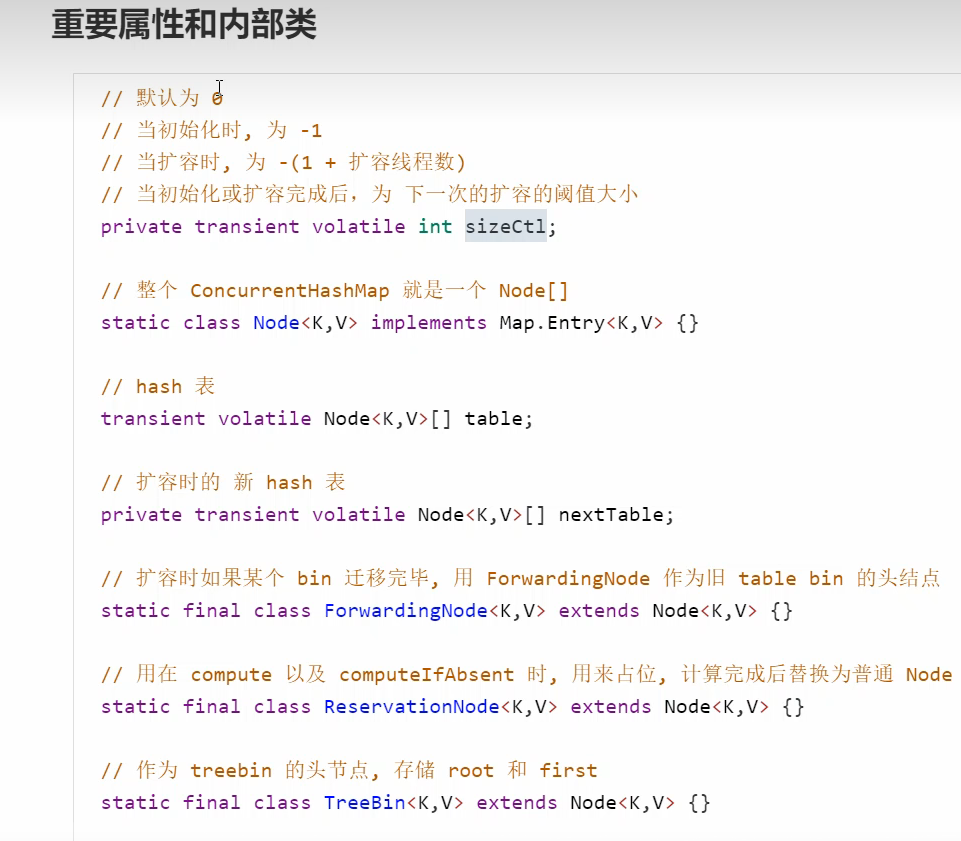 重要属性和内部类
// 默认为 0
// 当初始化时, 为 -1
// 当扩容时, 为 -(1 + 扩容线程数)
// 当初始化或扩容完成后，为 下一次的扩容的阈值大小
private transient volatile int sizeCtl;
// 整个 ConcurrentHashMap 就是一个 Node[]
static class Node<K,V> implements Map.Entry<K,V> {}
// hash 表
transient volatile Node<K,V>[] table;
// 扩容时的 新 hash 表
private transient volatile Node<K,V>[] nextTable;
// 扩容时如果某个 bin 迁移完毕, 用 ForwardingNode 作为旧 table bin 的头结点
static final class ForwardingNode<K,V> extends Node<K,V> {}
// 用在 compute 以及 computeIfAbsent 时, 用来占位, 计算完成后替换为普通 Node
static final class ReservationNode<K,V> extends Node<K,V> {}
// 作为 treebin 的头节点, 存储 root 和 first
static final class TreeBin<K,V> extends Node<K,V> {}